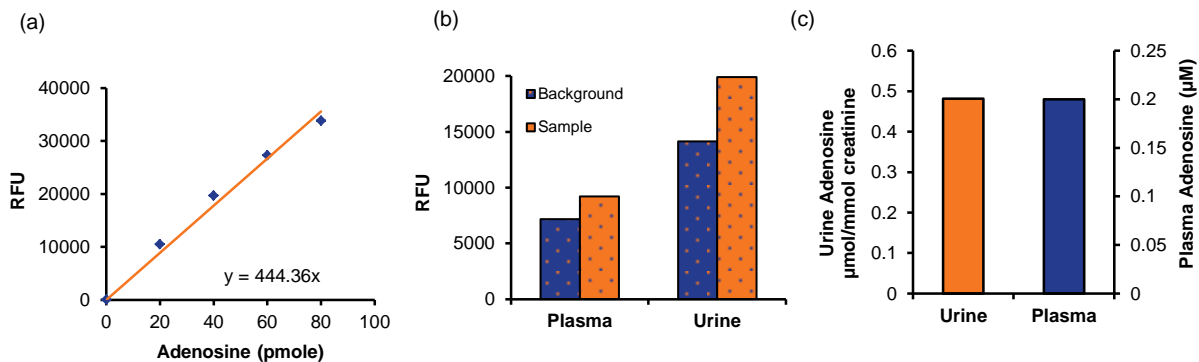 (a)
RFU
40000
30000
20000
10000
0
y = 444.36x
0 20 40 60 80 100
Adenosine (pmole)
(b)
RFU
20000
15000
10000
5000
0
Background
Sample
Plasma Urine
(c)
Urine Adenosine
µmol/mmol creatinine
0.6
0.5
0.4
0.3
0.2
0.1
0
Urine Plasma
0.25
0.2
0.15
0.1
0.05
0
Plasma Adenosine (µM)